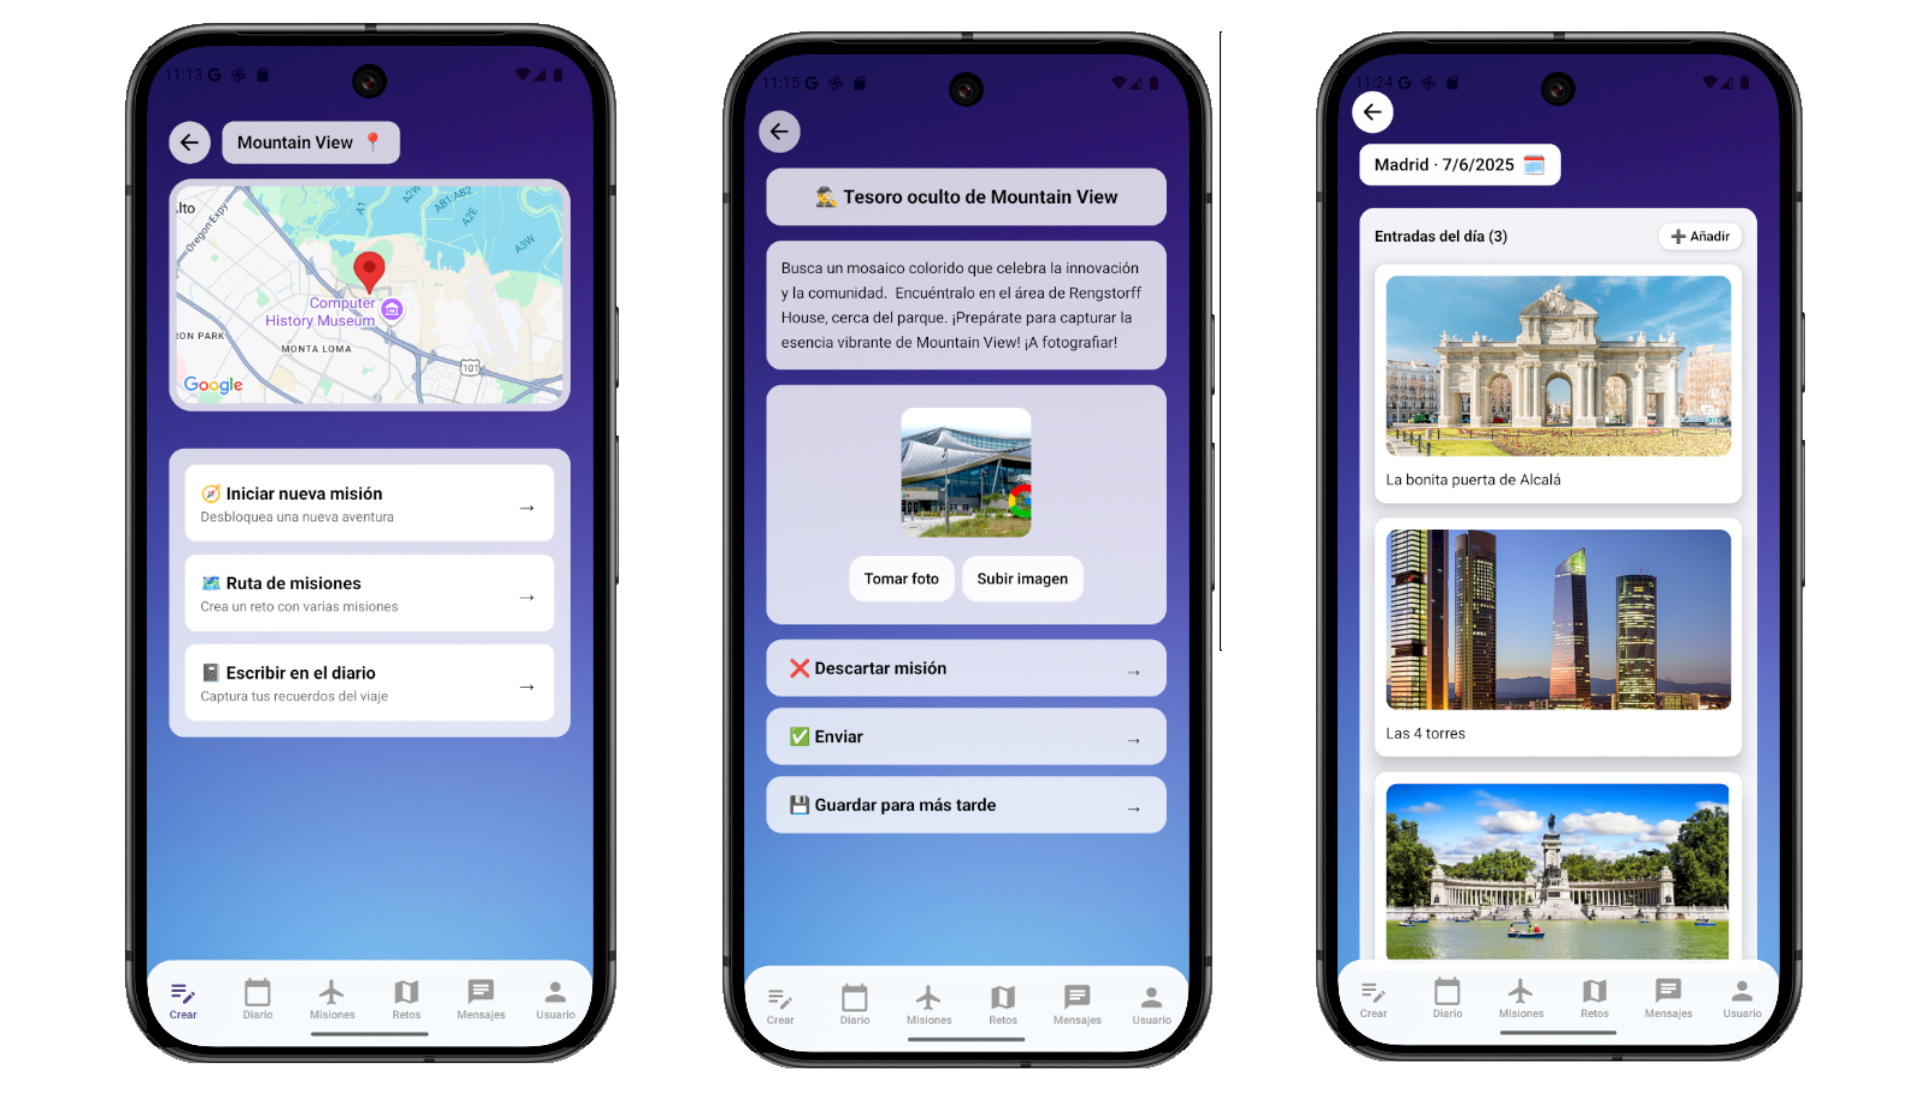 11:13
Mountain View
lto
Oregon Expy
A1
A2W
AB1 AB2
A2E
A3W
Computer
History Museum
ION PARK
MONTA LOMA
101
Google
Iniciar nueva misión
Desbloquea una nueva aventura
→
Ruta de misiones
Crea un reto con varias misiones
→
Escribir en el diario
Captura tus recuerdos del viaje
→
Crear
Diario
Misiones
Retos
Mensajes
Usuario
11:15
Tesoro oculto de Mountain View
Busca un mosaico colorido que celebra la innovación
y la comunidad. Encuéntralo en el área de Rengstorff
House, cerca del parque. ¡Prepárate para capturar la
esencia vibrante de Mountain View! ¡A fotografiar!
Tomar foto
Subir imagen
Descartar misión →
Enviar →
Guardar para más tarde →
Crear
Diario
Misiones
Retos
Mensajes
Usuario
11:24
Madrid · 7/6/2025
Entradas del día (3)
Añadir
La bonita puerta de Alcalá
Las 4 torres
Crear
Diario
Misiones
Retos
Mensajes
Usuario